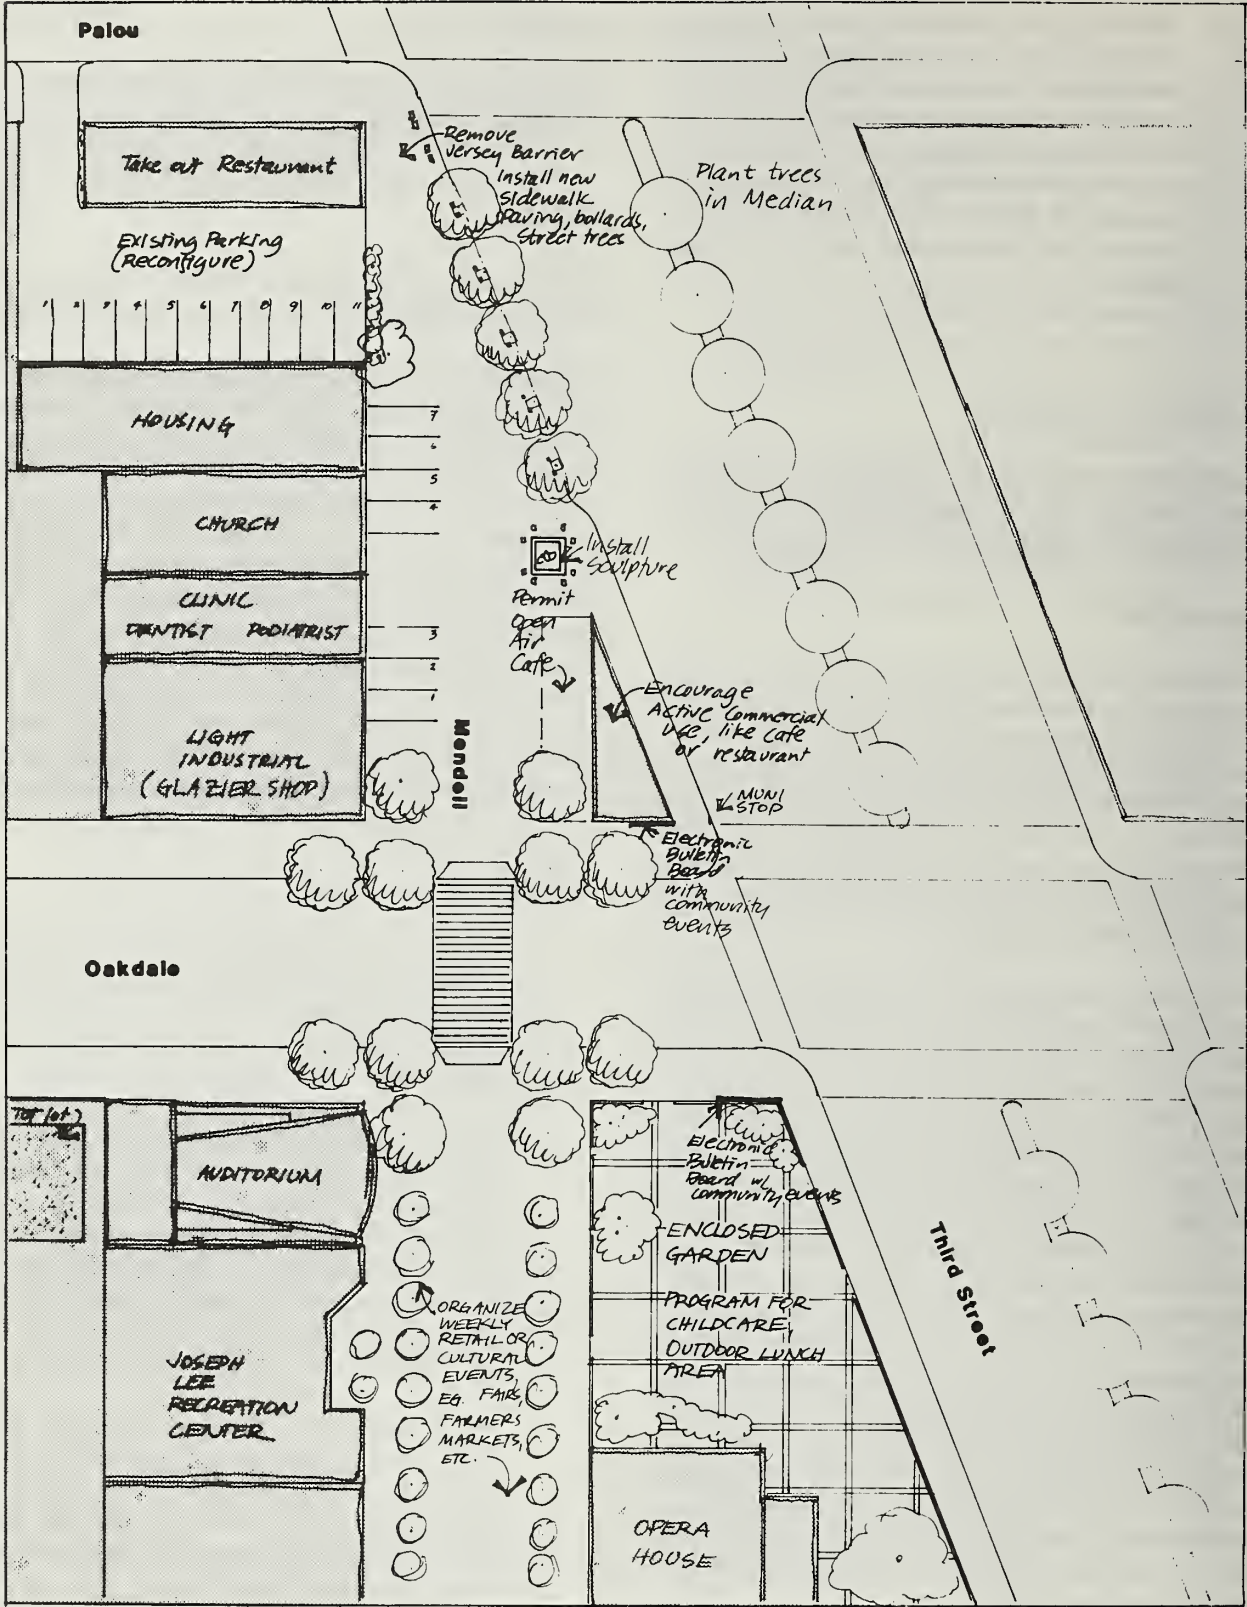 Palou
Take out Restaurant
Remove
Jersey Barrier
Install new
Sidewalk
Paving, bollards,
Street trees
Plant trees
in Median
Existing Parking
(Reconfigure)
1 2 3 4 5 6 7 8 9 10 11
HOUSING
7
6
5
4
CHURCH
Install
Sculpture
CLINIC
DENTIST PODIATRIST
3
2
1
Permit
Open
Air
Cafe
Encourage
Active Commercial
Use, like Cafe
or restaurant
LIGHT
INDUSTRIAL
(GLAZIER SHOP)
Mendell
MUNI
STOP
Electronic
Bulletin
Board
with
community
events
Oakdale
Tot lot
AUDITORIUM
Electronic
Bulletin
Board w/
community events
ENCLOSED
GARDEN
PROGRAM FOR
CHILDCARE,
OUTDOOR LUNCH
AREA
Third Street
ORGANIZE
WEEKLY
RETAIL OR
CULTURAL
EVENTS,
EG. FAIRS,
FARMERS
MARKETS,
ETC.
JOSEPH
LEE
RECREATION
CENTER
OPERA
HOUSE